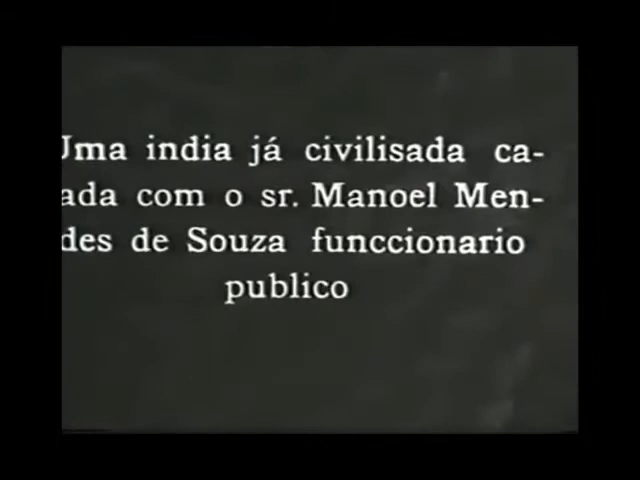 Uma india já civilisada ca-
ada com o sr. Manoel Men-
des de Souza funccionario
publico